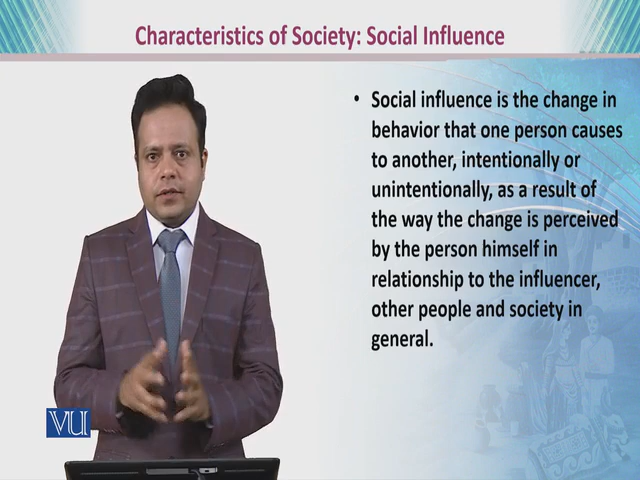 Characteristics of Society: Social Influence
• Social influence is the change in
behavior that one person causes
to another, intentionally or
unintentionally, as a result of
the way the change is perceived
by the person himself in
relationship to the influencer,
other people and society in
general.
VU